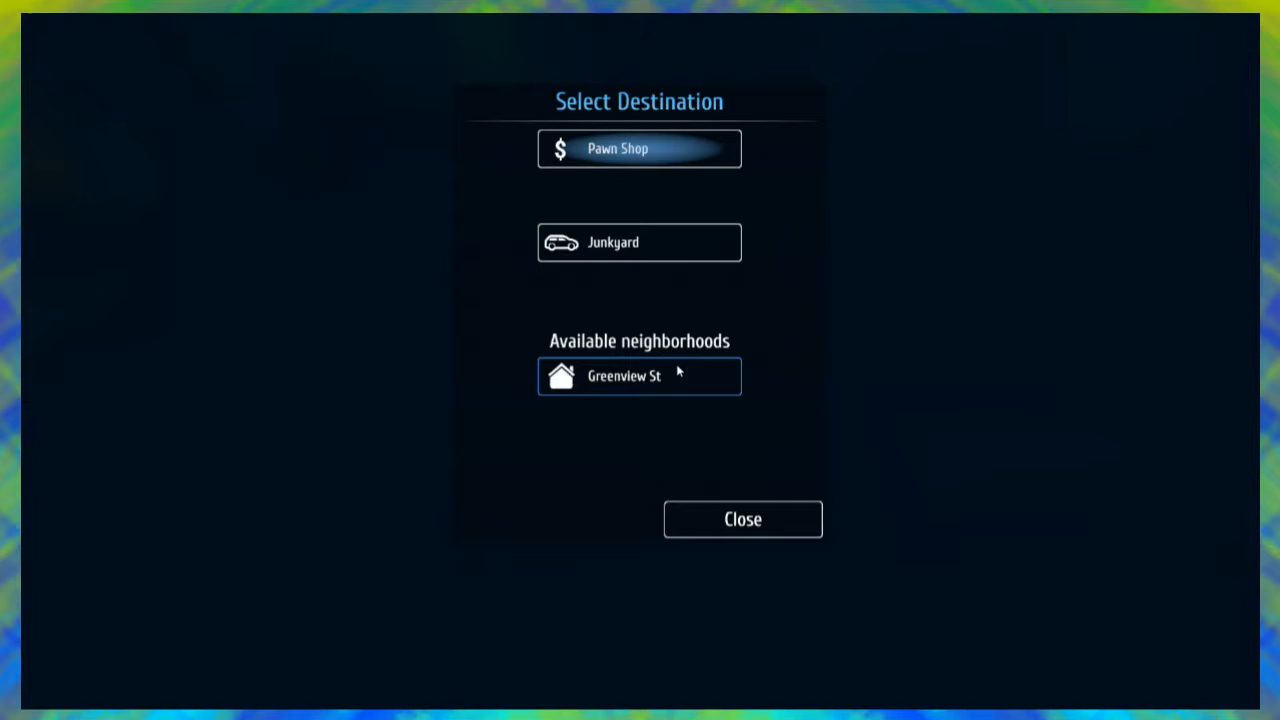 Select Destination
$ Pawn Shop
Junkyard
Available neighborhoods
Greenview St
Close